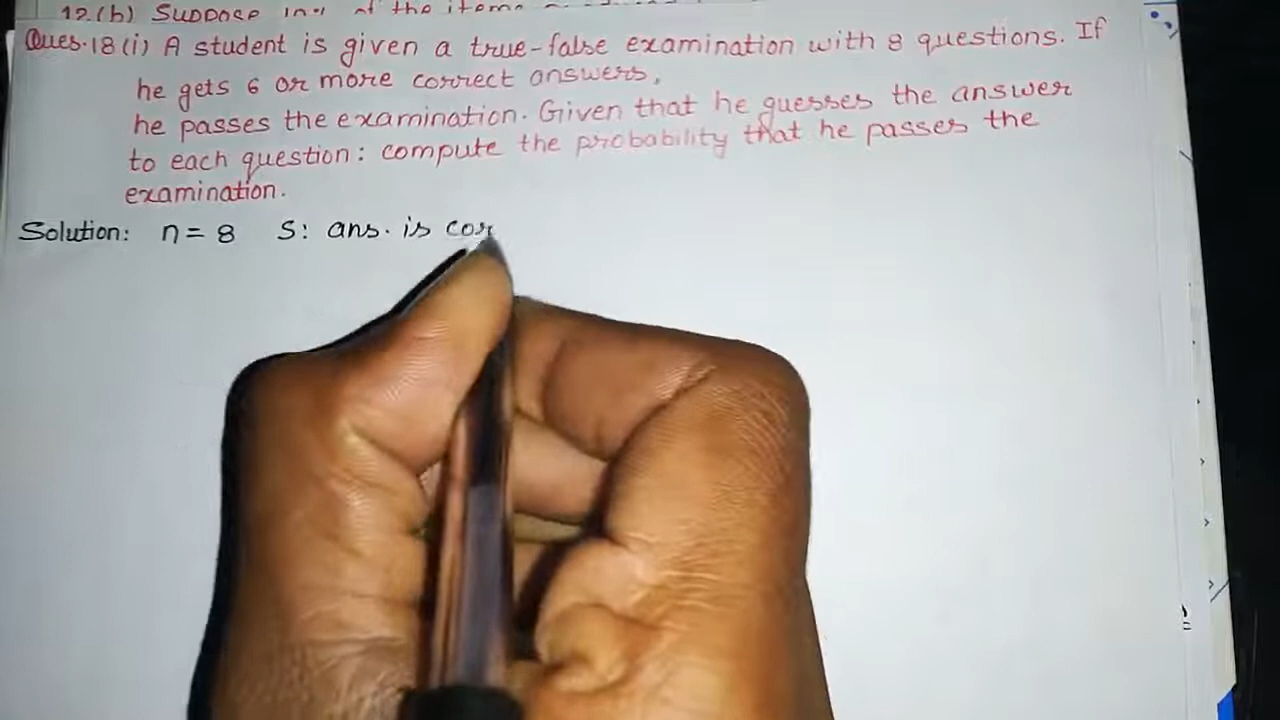 12.(b) Suppose
Ques.18(i) A student is given a true-false examination with 8 questions. If
he gets 6 or more correct answers,
he passes the examination. Given that he guesses the answer
to each question: compute the probability that he passes the
examination.
Solution: n = 8 S: ans. is cor